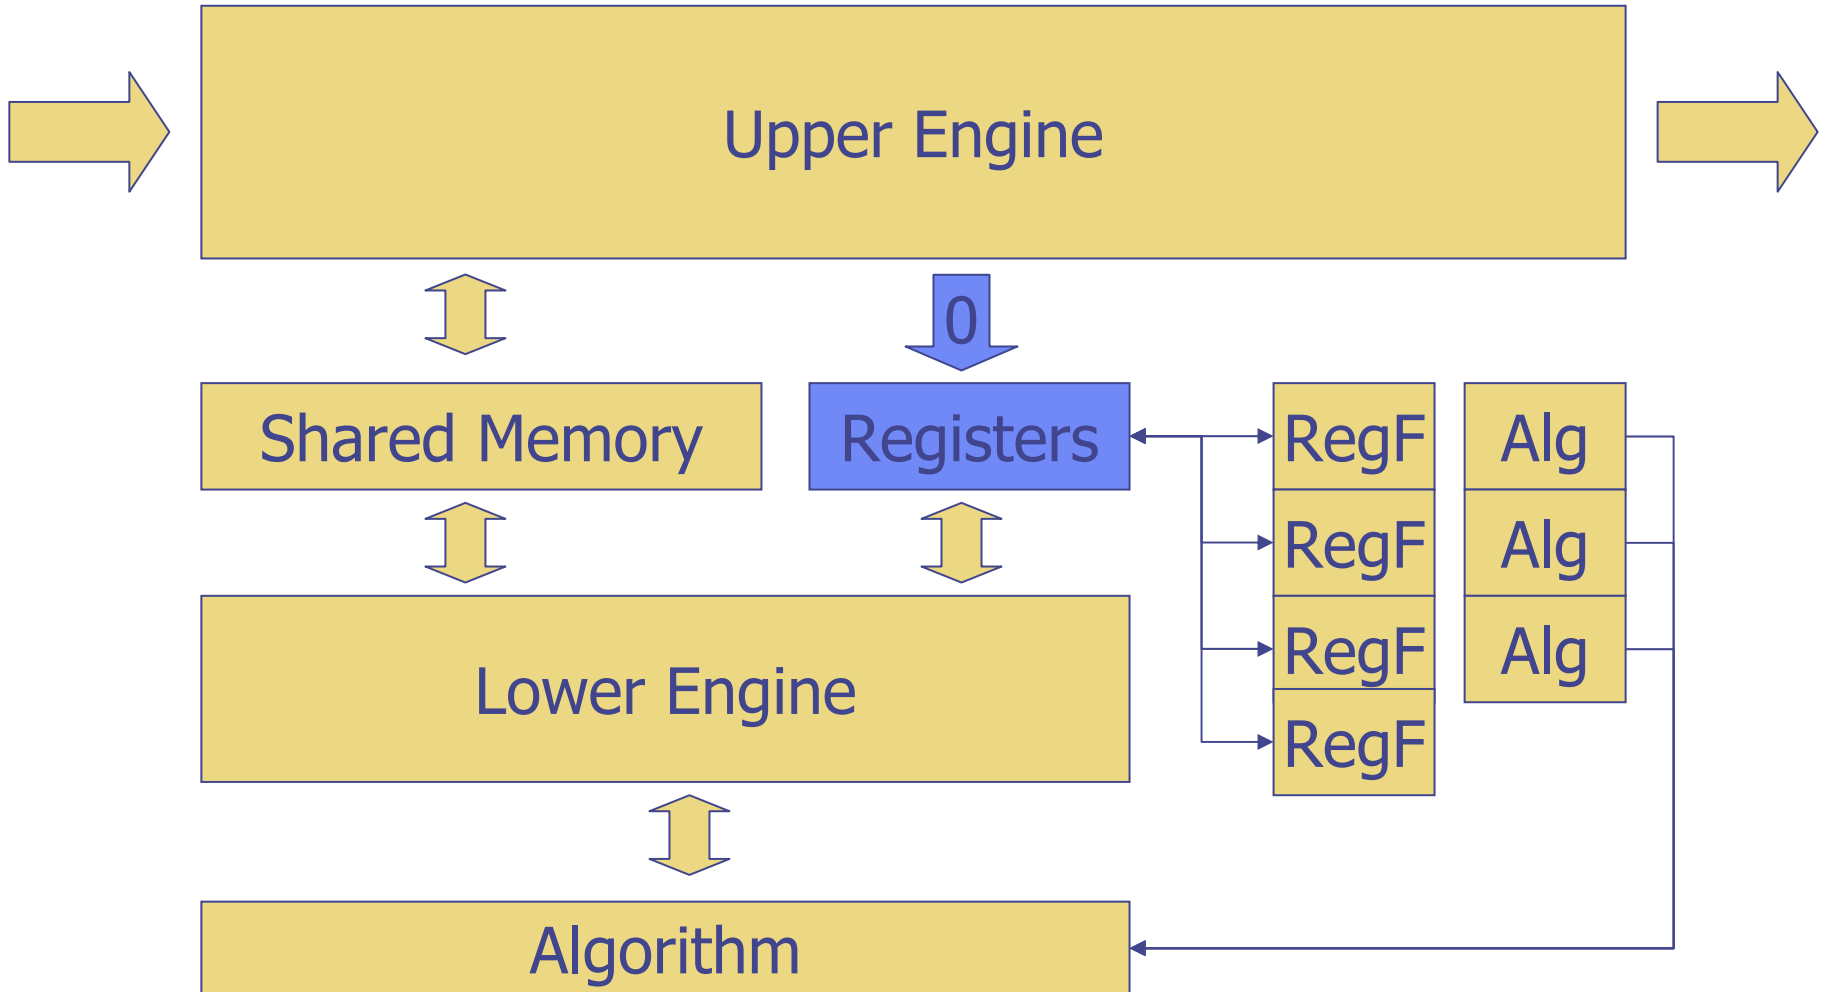 Upper Engine
0
Shared Memory
Registers
RegF
Alg
RegF
Alg
RegF
Alg
Lower Engine
RegF
Algorithm